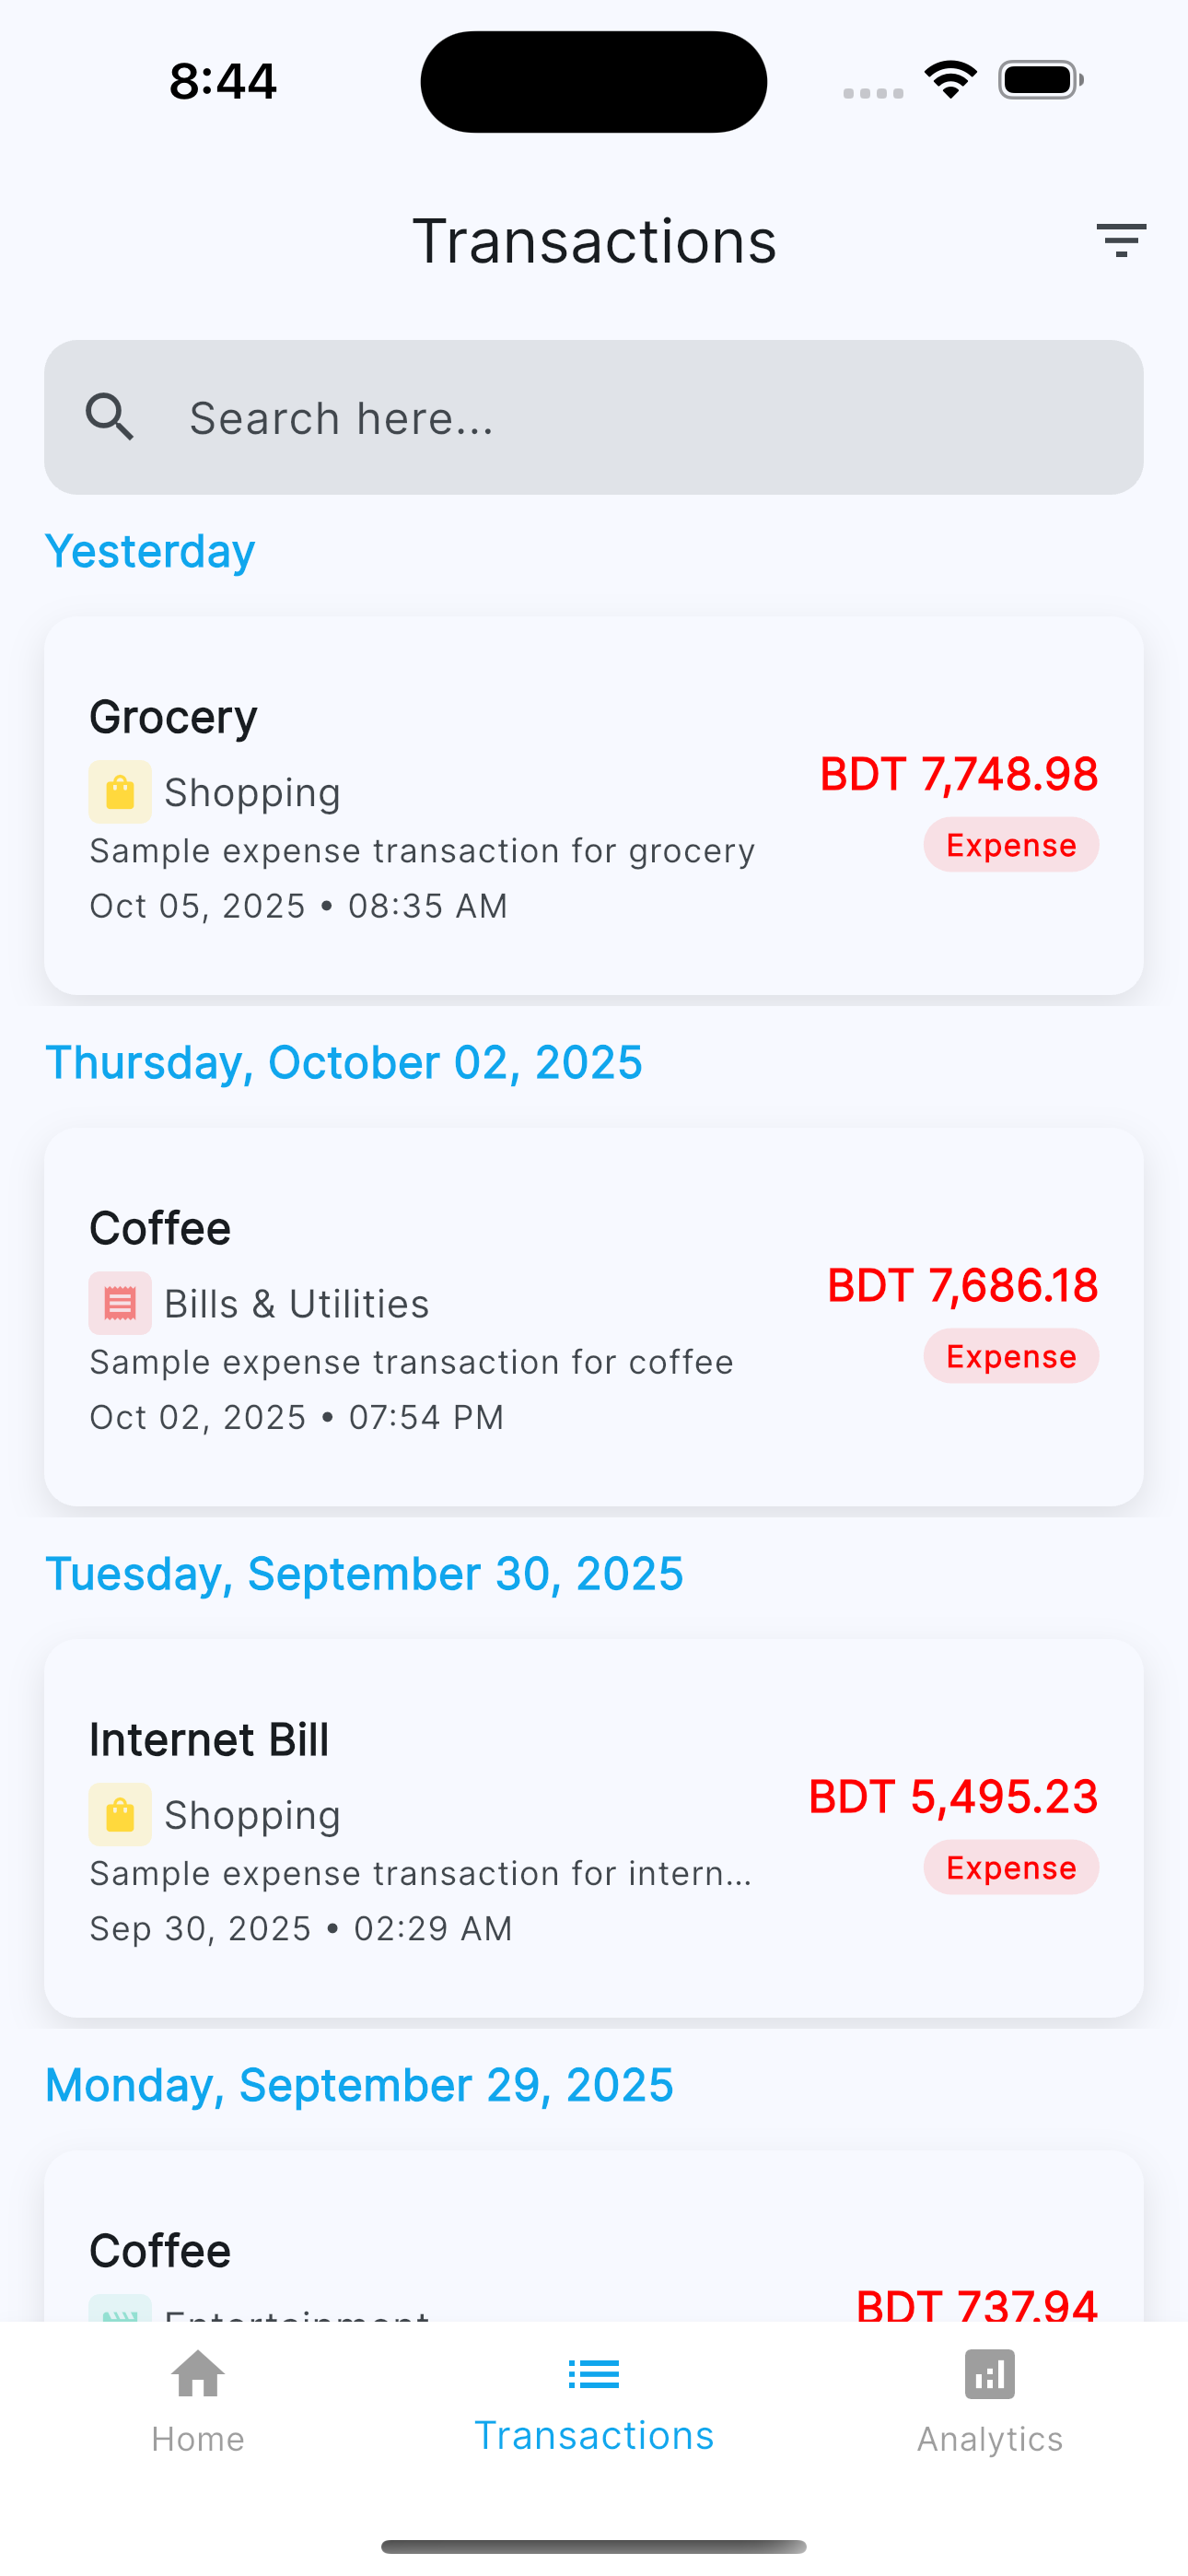 8:44
Transactions
Search here...
Yesterday
Grocery
Shopping
Sample expense transaction for grocery
Oct 05, 2025 • 08:35 AM
BDT 7,748.98
Expense
Thursday, October 02, 2025
Coffee
Bills & Utilities
Sample expense transaction for coffee
Oct 02, 2025 • 07:54 PM
BDT 7,686.18
Expense
Tuesday, September 30, 2025
Internet Bill
Shopping
Sample expense transaction for intern...
Sep 30, 2025 • 02:29 AM
BDT 5,495.23
Expense
Monday, September 29, 2025
Coffee
Entertainment
BDT 737.94
Home
Transactions
Analytics